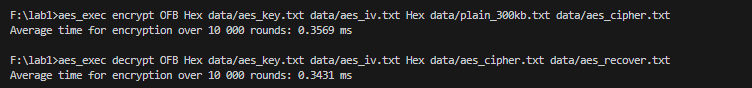 F:\lab1>aes_exec encrypt OFB Hex data/aes_key.txt data/aes_iv.txt Hex data/plain_300kb.txt data/aes_cipher.txt
Average time for encryption over 10 000 rounds: 0.3569 ms
F:\lab1>aes_exec decrypt OFB Hex data/aes_key.txt data/aes_iv.txt Hex data/aes_cipher.txt data/aes_recover.txt
Average time for encryption over 10 000 rounds: 0.3431 ms